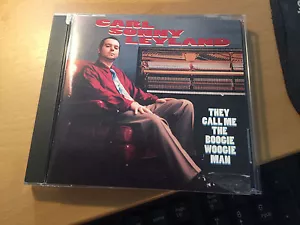 CARL
SONNY
LEYLAND
THEY
CALL ME
THE
BOOGIE
WOOGIE
MAN